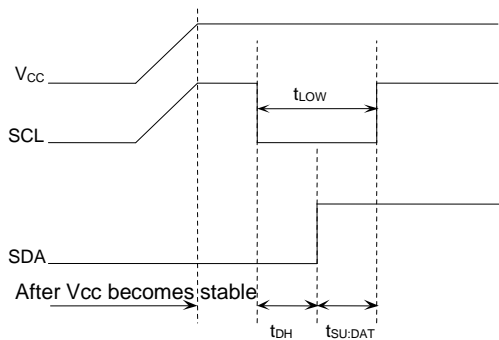 VCC
tLOW
SCL
SDA
After Vcc becomes stable
tDH
tSU:DAT